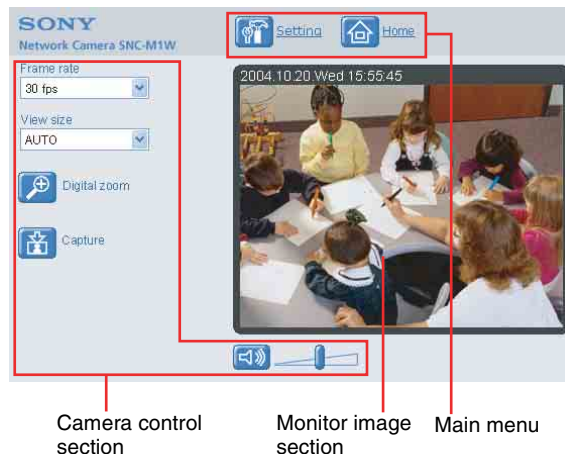 SONY
Network Camera SNC-M1W
Setting
Home
Frame rate
30 fps
View size
AUTO
Digital zoom
Capture
2004.10.20.Wed 15:55:45
Camera control
section
Monitor image
section
Main menu